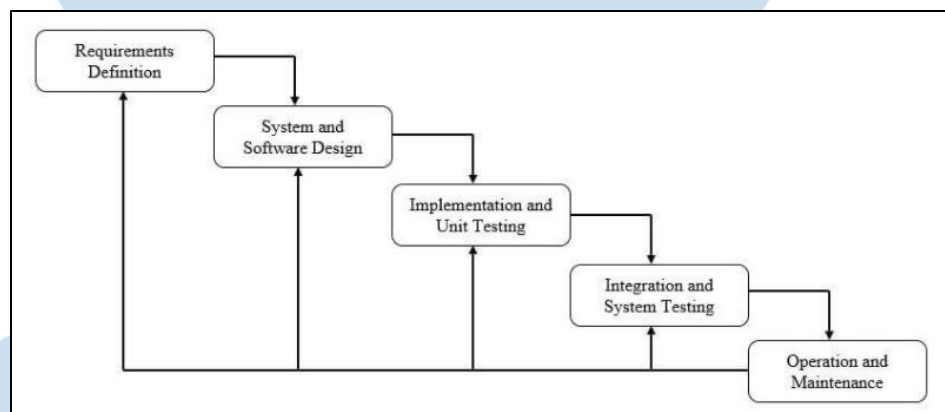 Requirements
Definition
System and
Software Design
Implementation and
Unit Testing
Integration and
System Testing
Operation and
Maintenance